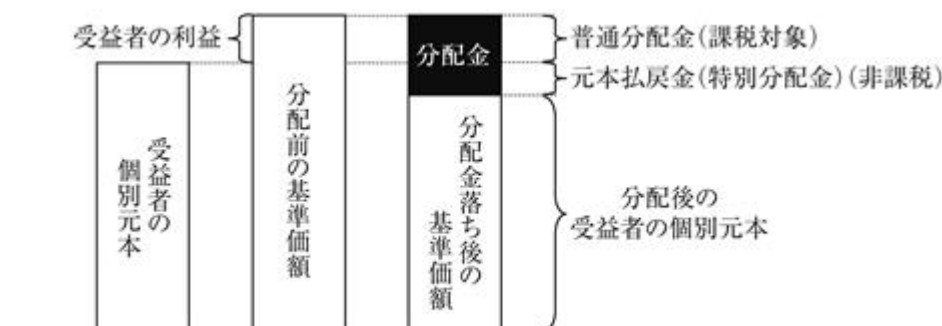 受益者の利益
分配金
普通分配金(課税対象)
元本払戻金(特別分配金)(非課税)
受益者の
個別元本
分配前の基準価額
分配金落ち後の
基準価額
分配後の
受益者の個別元本